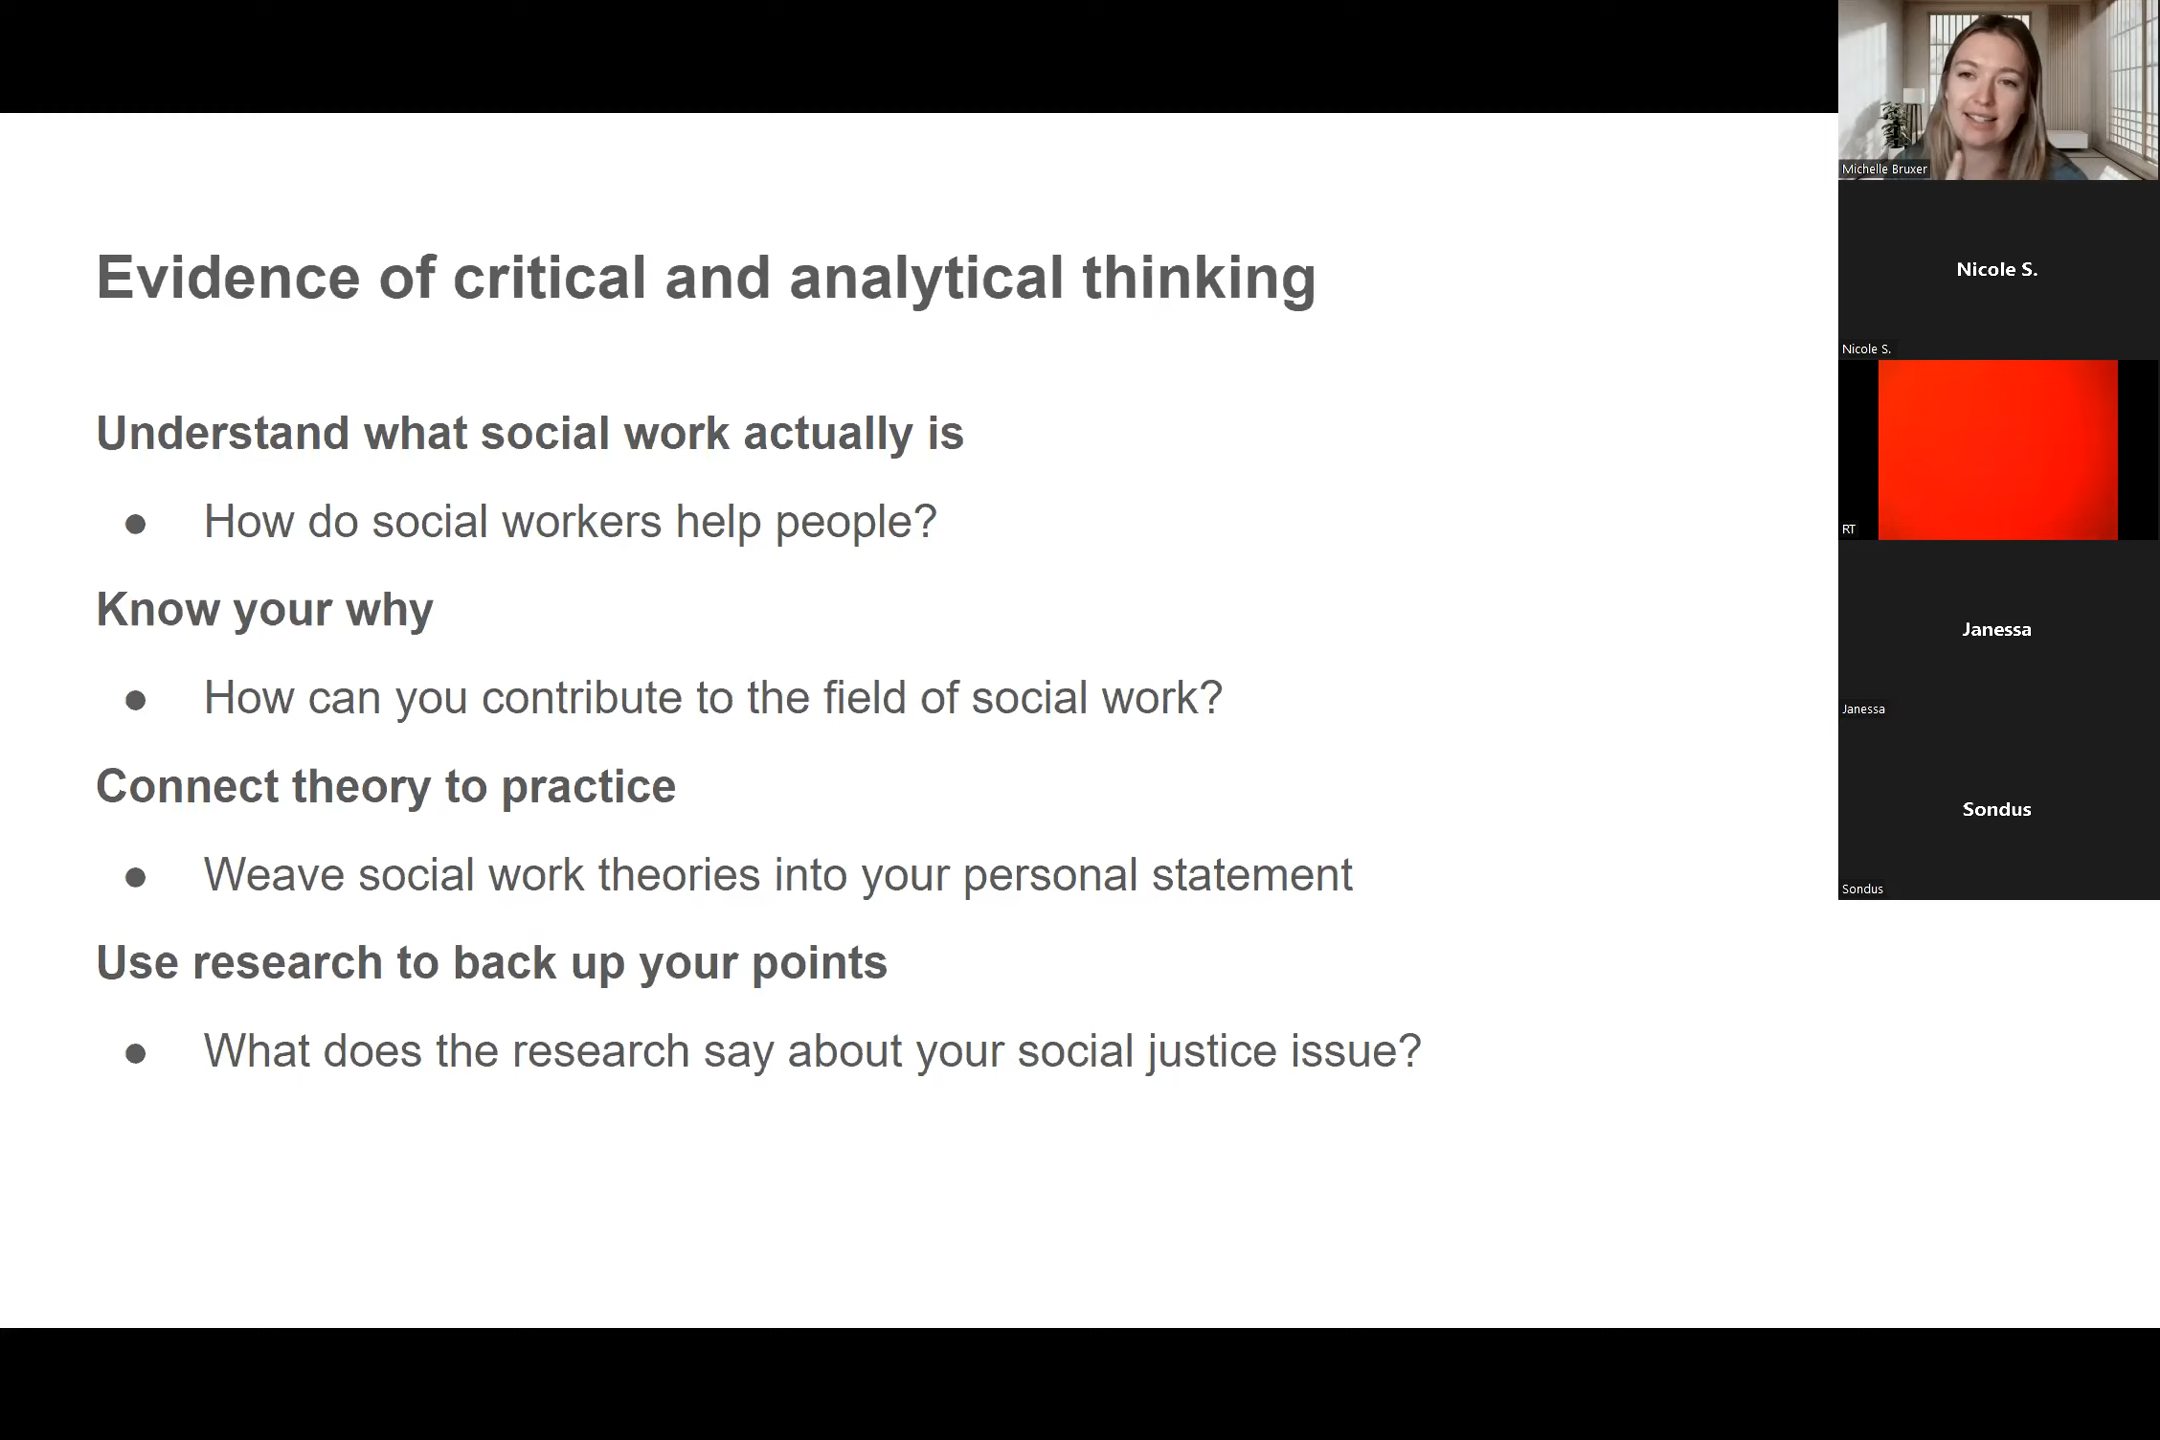 Evidence of critical and analytical thinking
Understand what social work actually is
● How do social workers help people?
Know your why
● How can you contribute to the field of social work?
Connect theory to practice
● Weave social work theories into your personal statement
Use research to back up your points
● What does the research say about your social justice issue?
Michelle Bruxer
Nicole S.
Nicole S.
RT
Janessa
Janessa
Sondus
Sondus